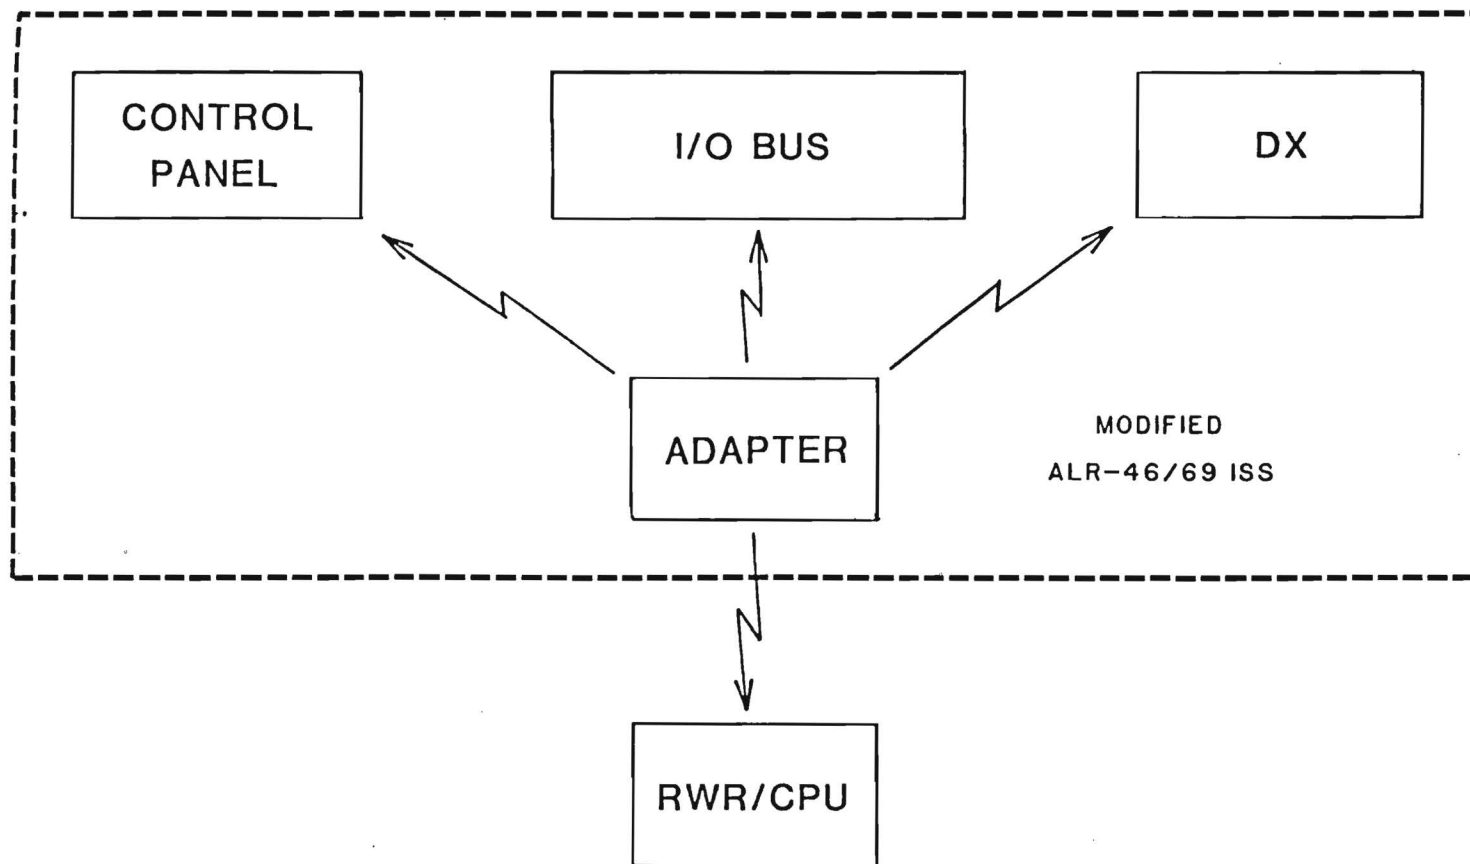 CONTROL
PANEL
I/O BUS
DX
ADAPTER
MODIFIED
ALR-46/69 ISS
RWR/CPU